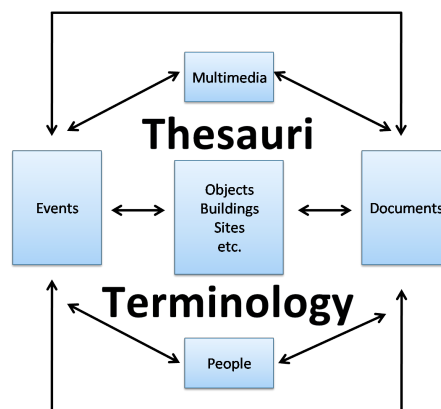 Multimedia
Thesauri
Events
Objects
Buildings
Sites
etc.
Documents
Terminology
People